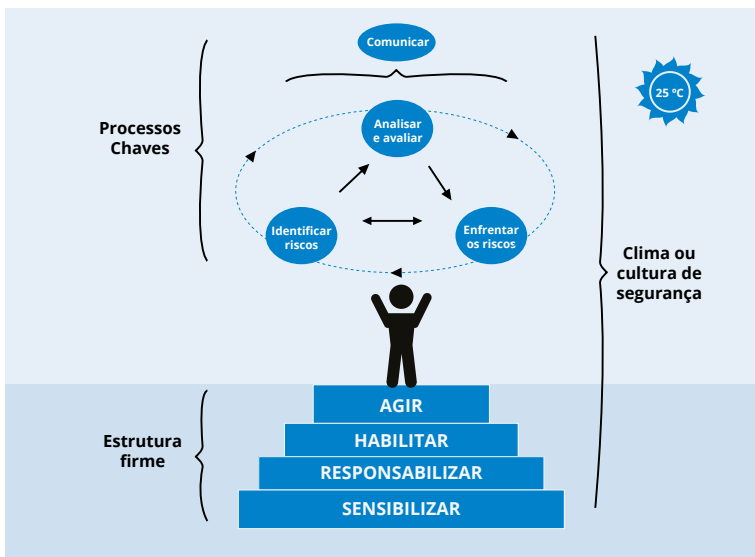 Comunicar
25 °C
Processos
Chaves
Analisar
e avaliar
Identificar
riscos
Enfrentar
os riscos
Clima ou
cultura de
segurança
Estrutura
firme
AGIR
HABILITAR
RESPONSABILIZAR
SENSIBILIZAR